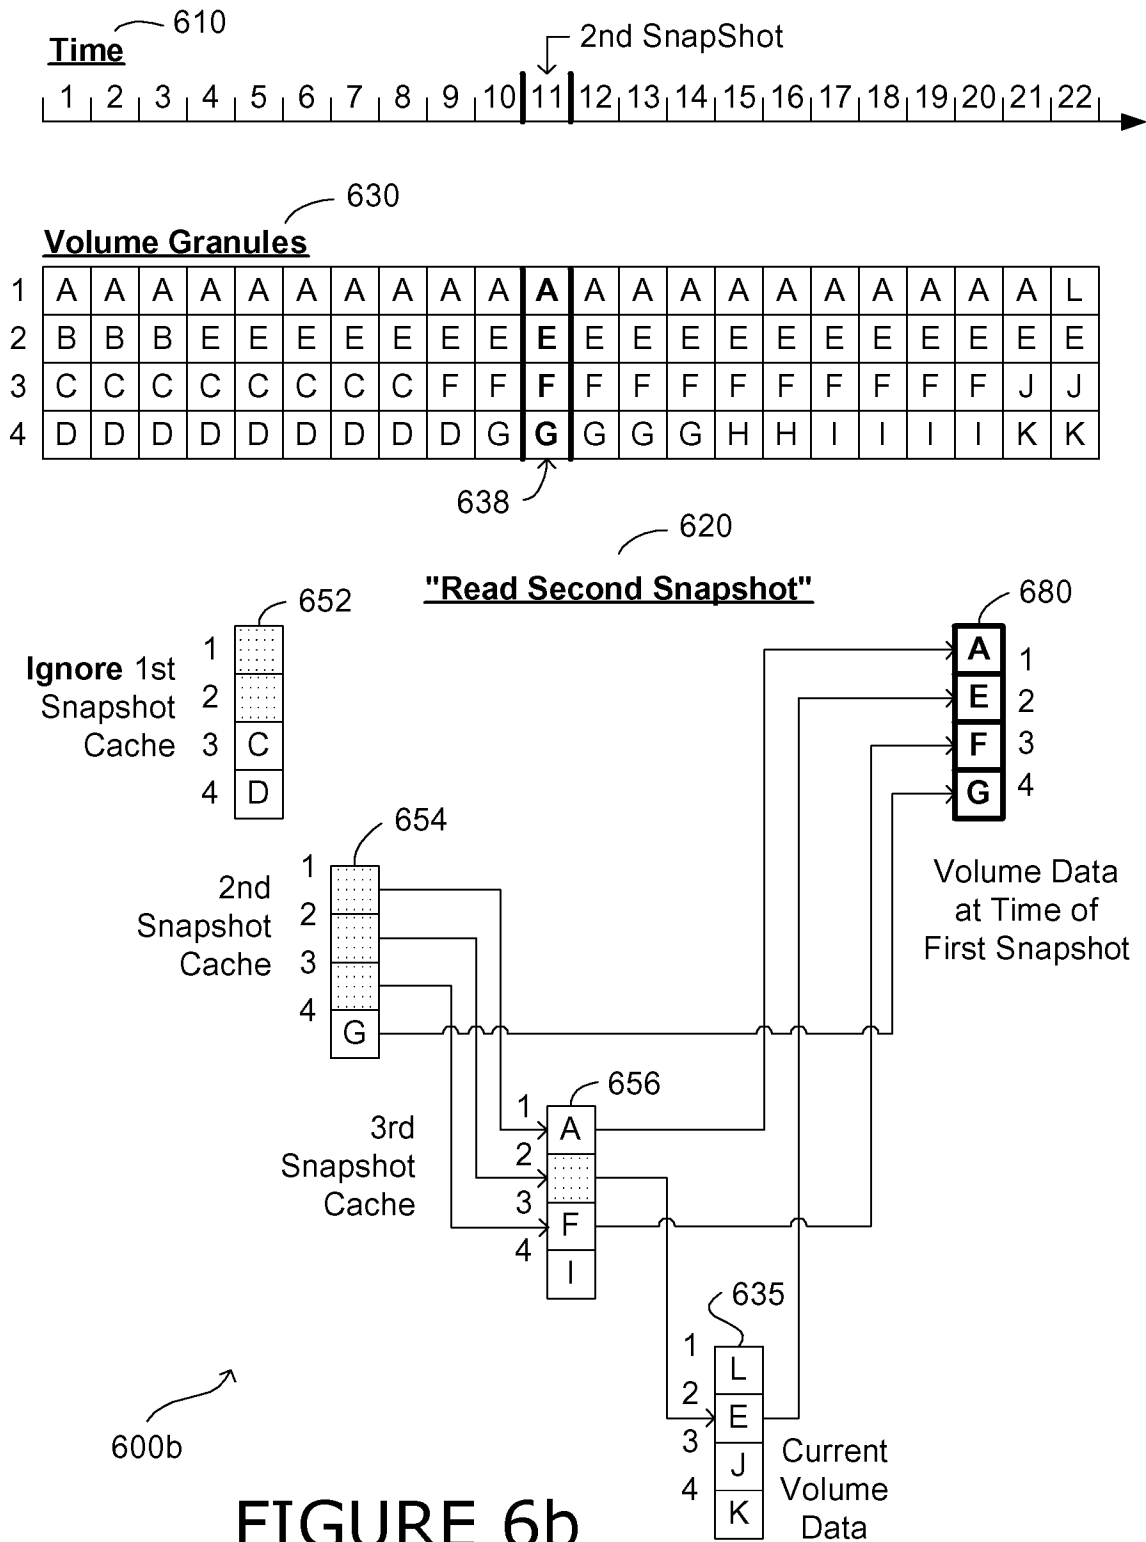 610
Time
2nd SnapShot
1 2 3 4 5 6 7 8 9 10 11 12 13 14 15 16 17 18 19 20 21 22
630
Volume Granules
1 A A A A A A A A A A A A A A A A A A A A A L
2 B B B E E E E E E E E E E E E E E E E E E E
3 C C C C C C C C F F F F F F F F F F F F J J
4 D D D D D D D D D G G G G G H H I I I I K K
638
620
"Read Second Snapshot"
652
Ignore 1st
Snapshot
Cache
1
2
3 C
4 D
680
A 1
E 2
F 3
G 4
Volume Data
at Time of
First Snapshot
654
2nd
Snapshot
Cache
1
2
3
4
G
656
3rd
Snapshot
Cache
1
A
2
3
F
4
I
635
1
L
2
E
3
J
4
K
Current
Volume
Data
600b
FIGURE 6b